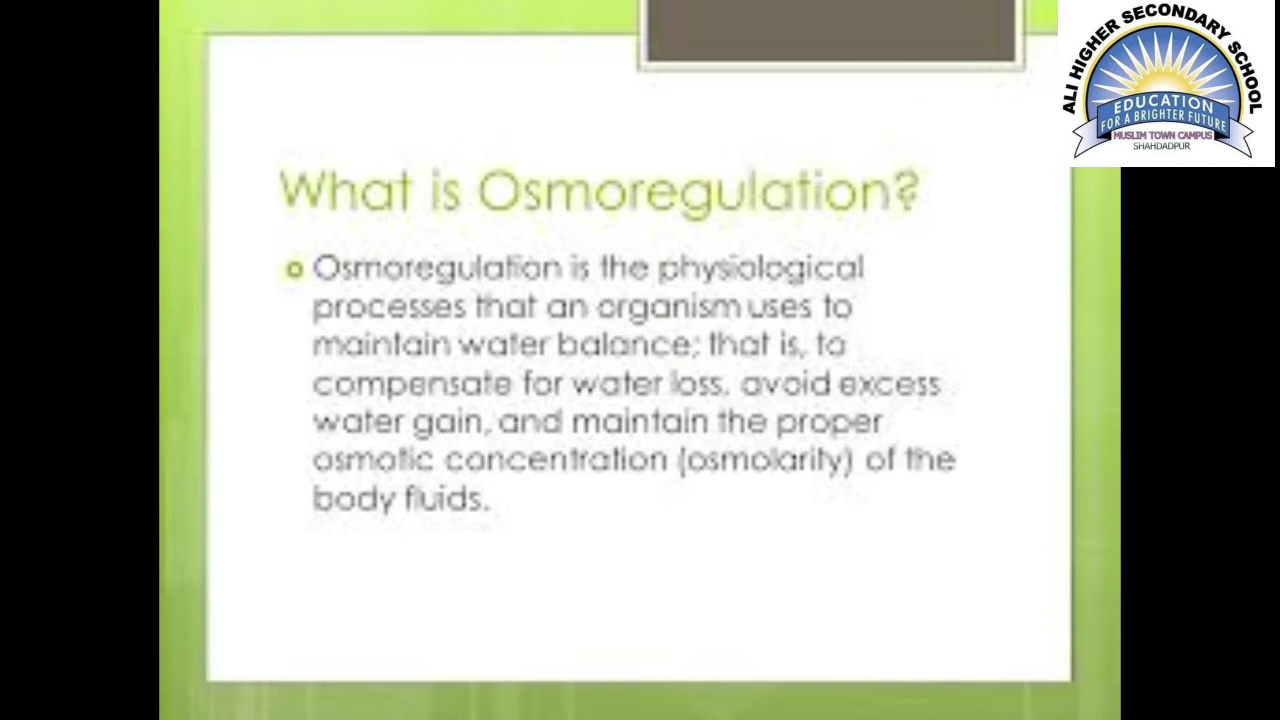 ALI HIGHER SECONDARY SCHOOL
EDUCATION
FOR A BRIGHTER FUTURE
MUSLIM TOWN CAMPUS
SHAHDADPUR
What is Osmoregulation?
Osmoregulation is the physiological
processes that an organism uses to
maintain water balance; that is, to
compensate for water loss, avoid excess
water gain, and maintain the proper
osmotic concentration (osmolarity) of the
body fluids.